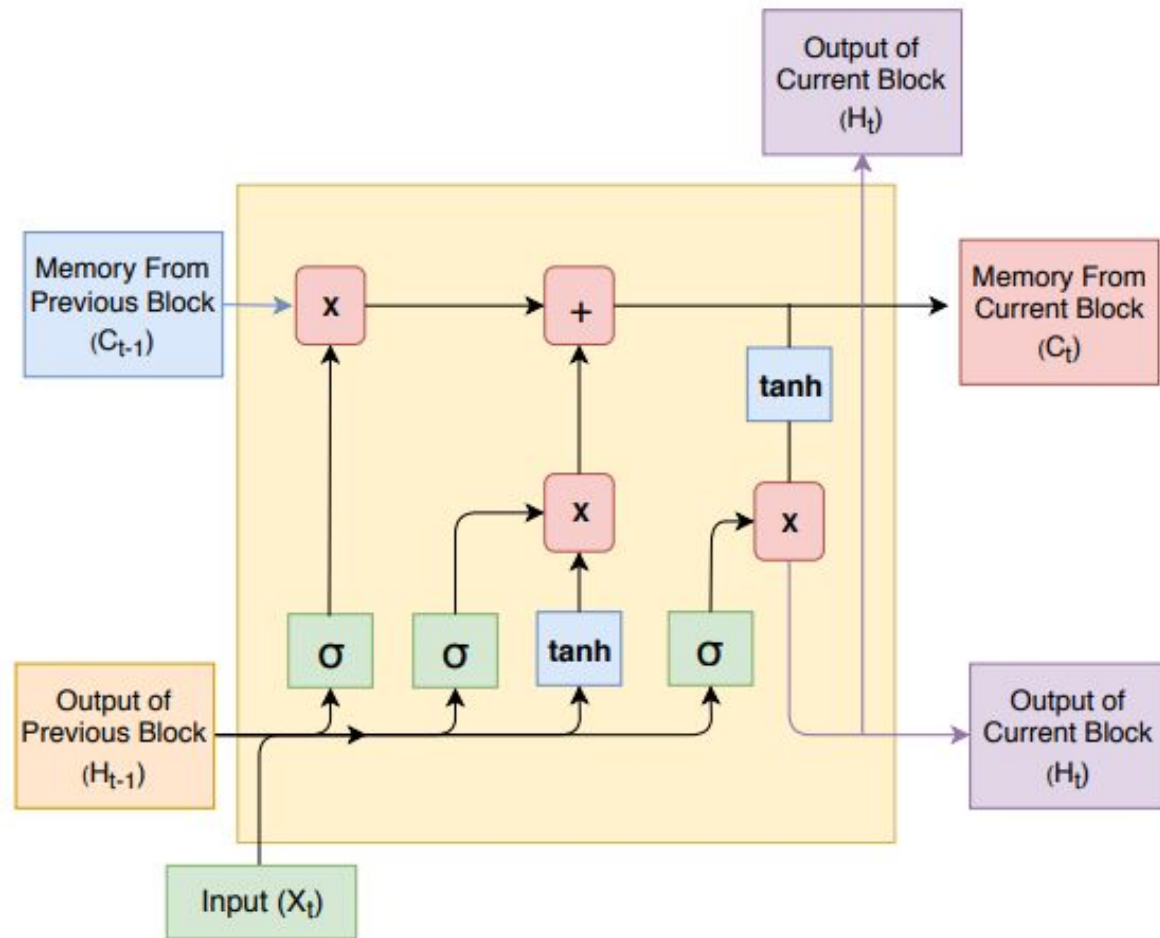 Output of
Current Block
(Hₜ)
Memory From
Previous Block
(Cₜ₋₁)
x
+
Memory From
Current Block
(Cₜ)
tanh
x
x
σ
σ
tanh
σ
Output of
Previous Block
(Hₜ₋₁)
Output of
Current Block
(Hₜ)
Input (Xₜ)